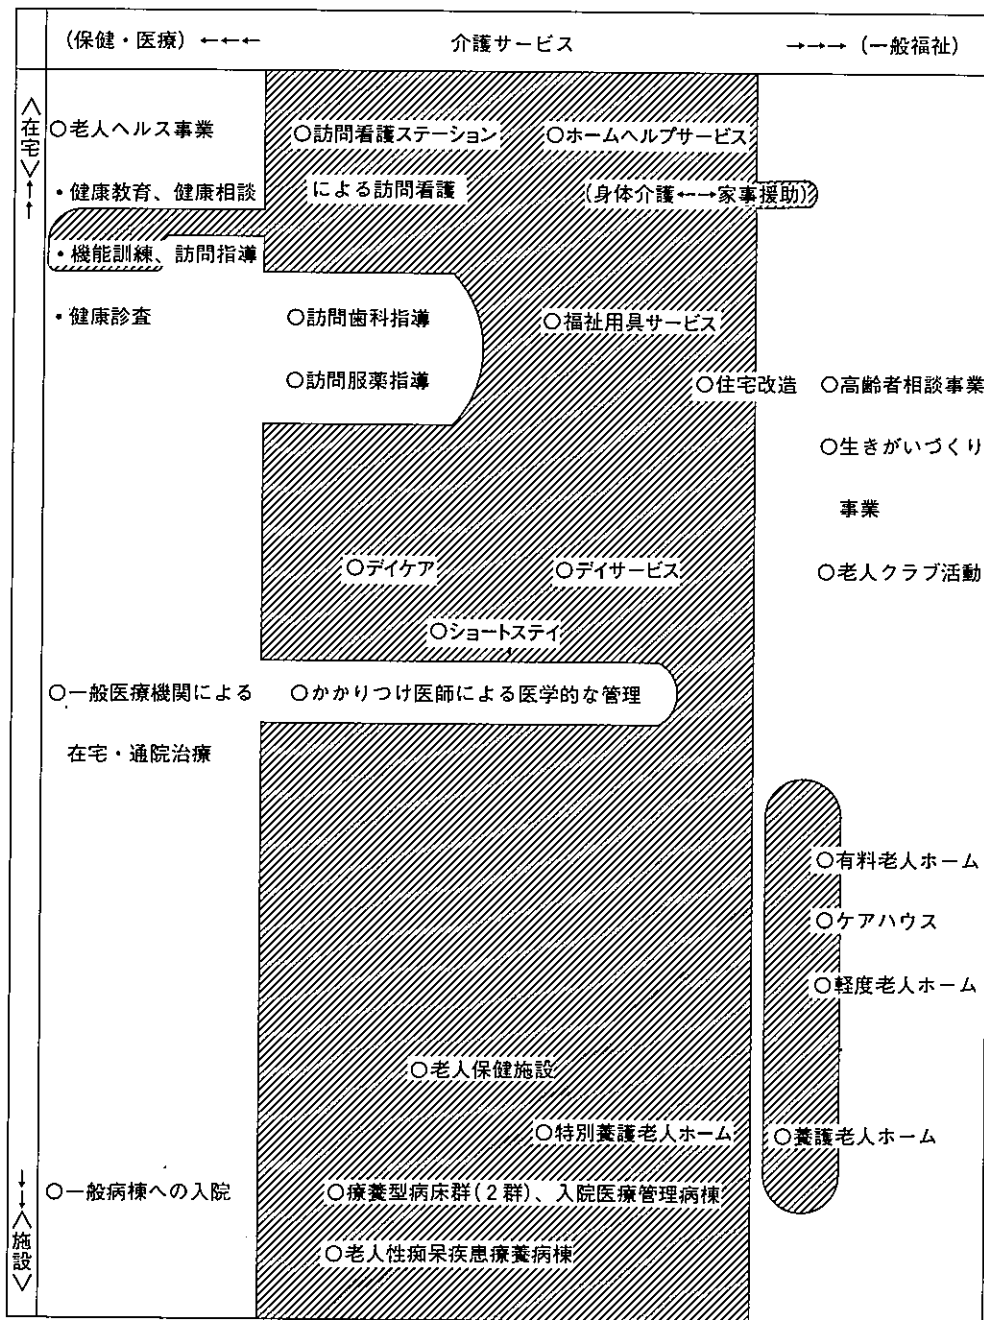 (保健・医療) ←←← 介護サービス →→→ (一般福祉)
〈在宅〉
↑↑
○老人ヘルス事業 ○訪問看護ステーション ○ホームヘルプサービス
・健康教育、健康相談 による訪問看護 (身体介護←→家事援助)
・機能訓練、訪問指導
・健康診査 ○訪問歯科指導 ○福祉用具サービス
○訪問服薬指導 ○住宅改造 ○高齢者相談事業
○生きがいづくり
事業
○デイケア ○デイサービス ○老人クラブ活動
○ショートステイ
○一般医療機関による ○かかりつけ医師による医学的な管理
在宅・通院治療
○有料老人ホーム
○ケアハウス
○軽度老人ホーム
○老人保健施設
○特別養護老人ホーム ○養護老人ホーム
○一般病棟への入院 ○療養型病床群(2群)、入院医療管理病棟
↓↓
〈施設〉
○老人性痴呆疾患療養病棟